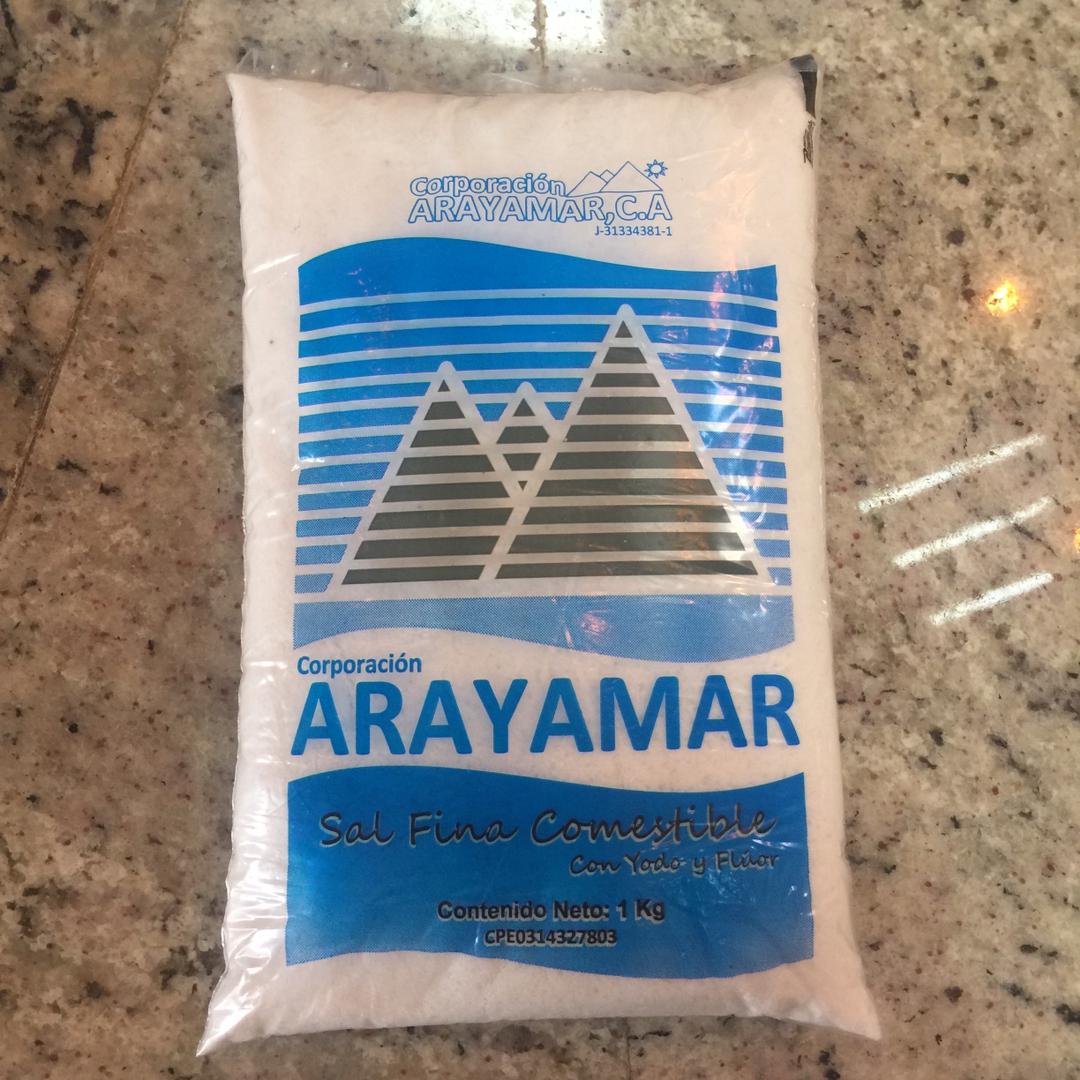 corporación
ARAYAMAR,C.A
J-31334381-1
Corporación
ARAYAMAR
Sal Fina Comestible
Con Yodo y Flúor
Contenido Neto: 1 Kg
CPE0314327803